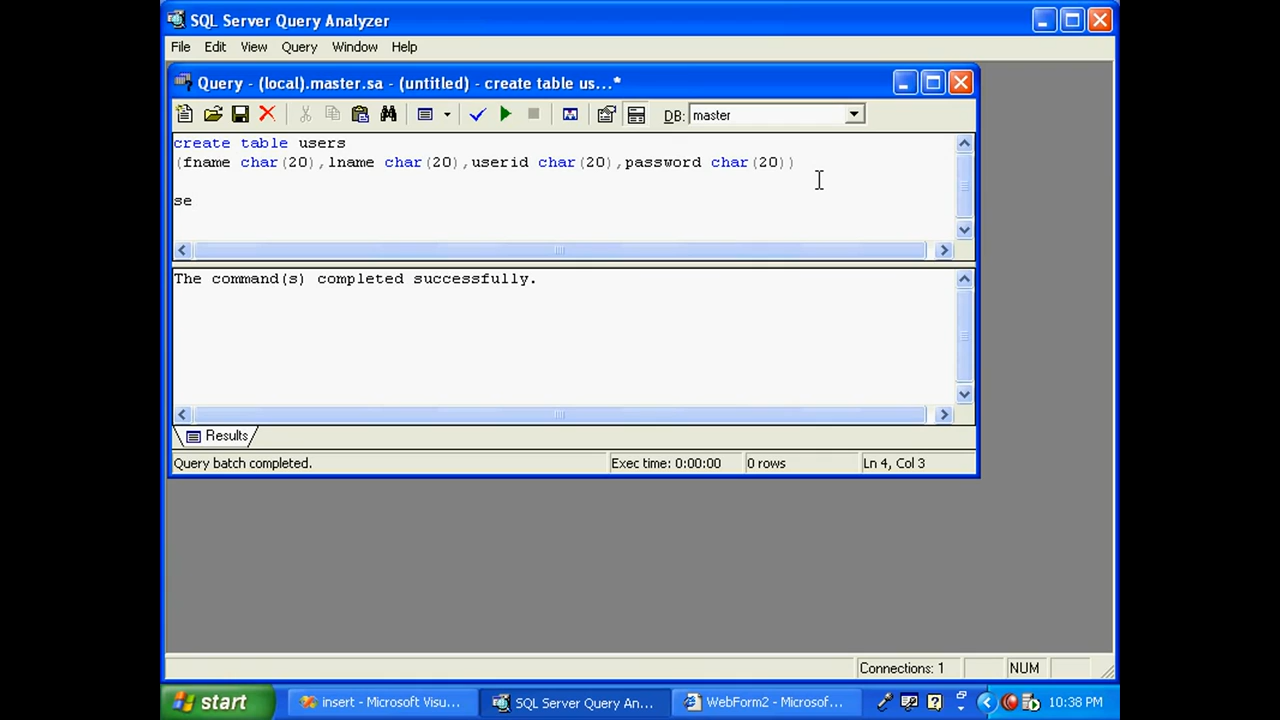 SQL Server Query Analyzer
File Edit View Query Window Help
Query - (local).master.sa - (untitled) - create table us...*
DB: master
create table users
(fname char(20),lname char(20),userid char(20),password char(20))
se
The command(s) completed successfully.
Results
Query batch completed. Exec time: 0:00:00 0 rows Ln 4, Col 3
Connections: 1 NUM
start insert - Microsoft Visu... SQL Server Query An... WebForm2 - Microsof... 10:38 PM